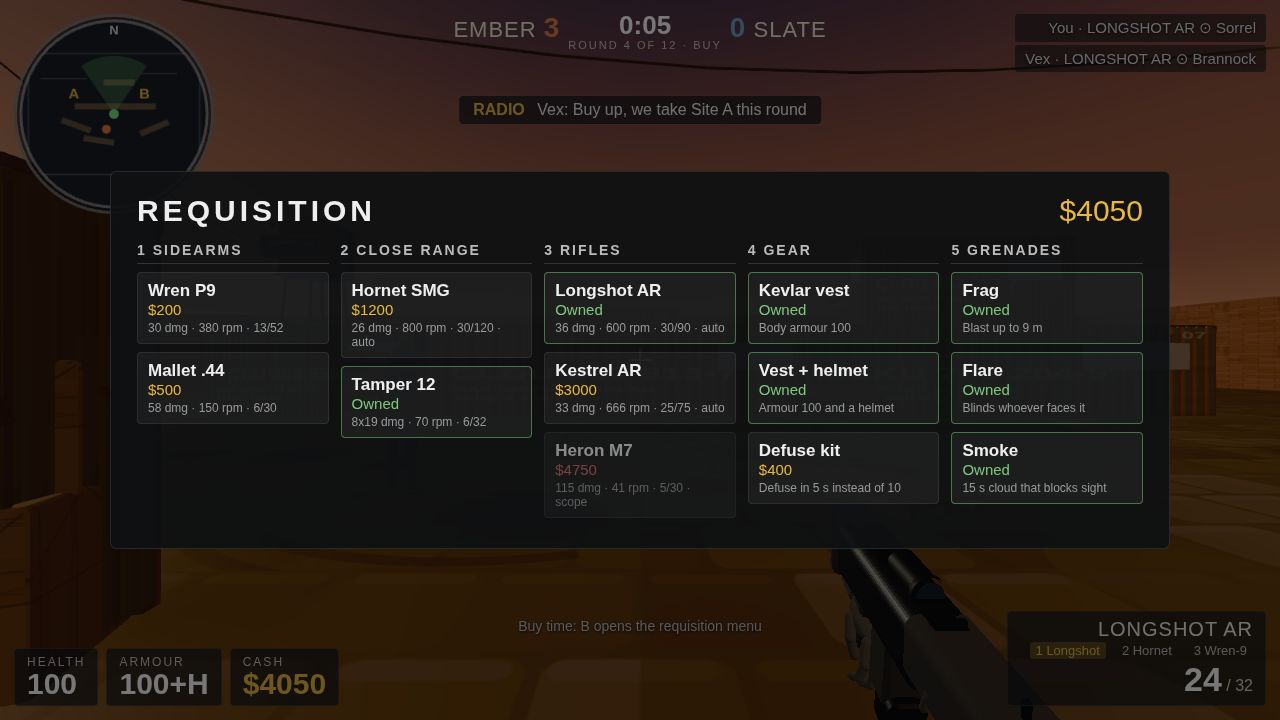 N
A
B
EMBER 3
0:05
0 SLATE
ROUND 4 OF 12 · BUY
You · LONGSHOT AR ⊙ Sorrel
Vex · LONGSHOT AR ⊙ Brannock
RADIO Vex: Buy up, we take Site A this round
REQUISITION
$4050
1 SIDEARMS
Wren P9
$200
30 dmg · 380 rpm · 13/52
Mallet .44
$500
58 dmg · 150 rpm · 6/30
2 CLOSE RANGE
Hornet SMG
$1200
26 dmg · 800 rpm · 30/120 ·
auto
Tamper 12
Owned
8x19 dmg · 70 rpm · 6/32
3 RIFLES
Longshot AR
Owned
36 dmg · 600 rpm · 30/90 · auto
Kestrel AR
$3000
33 dmg · 666 rpm · 25/75 · auto
Heron M7
$4750
115 dmg · 41 rpm · 5/30 ·
scope
4 GEAR
Kevlar vest
Owned
Body armour 100
Vest + helmet
Owned
Armour 100 and a helmet
Defuse kit
$400
Defuse in 5 s instead of 10
5 GRENADES
Frag
Owned
Blast up to 9 m
Flare
Owned
Blinds whoever faces it
Smoke
Owned
15 s cloud that blocks sight
07
Buy time: B opens the requisition menu
HEALTH
100
ARMOUR
100+H
CASH
$4050
LONGSHOT AR
1 Longshot 2 Hornet 3 Wren-9
24 / 32